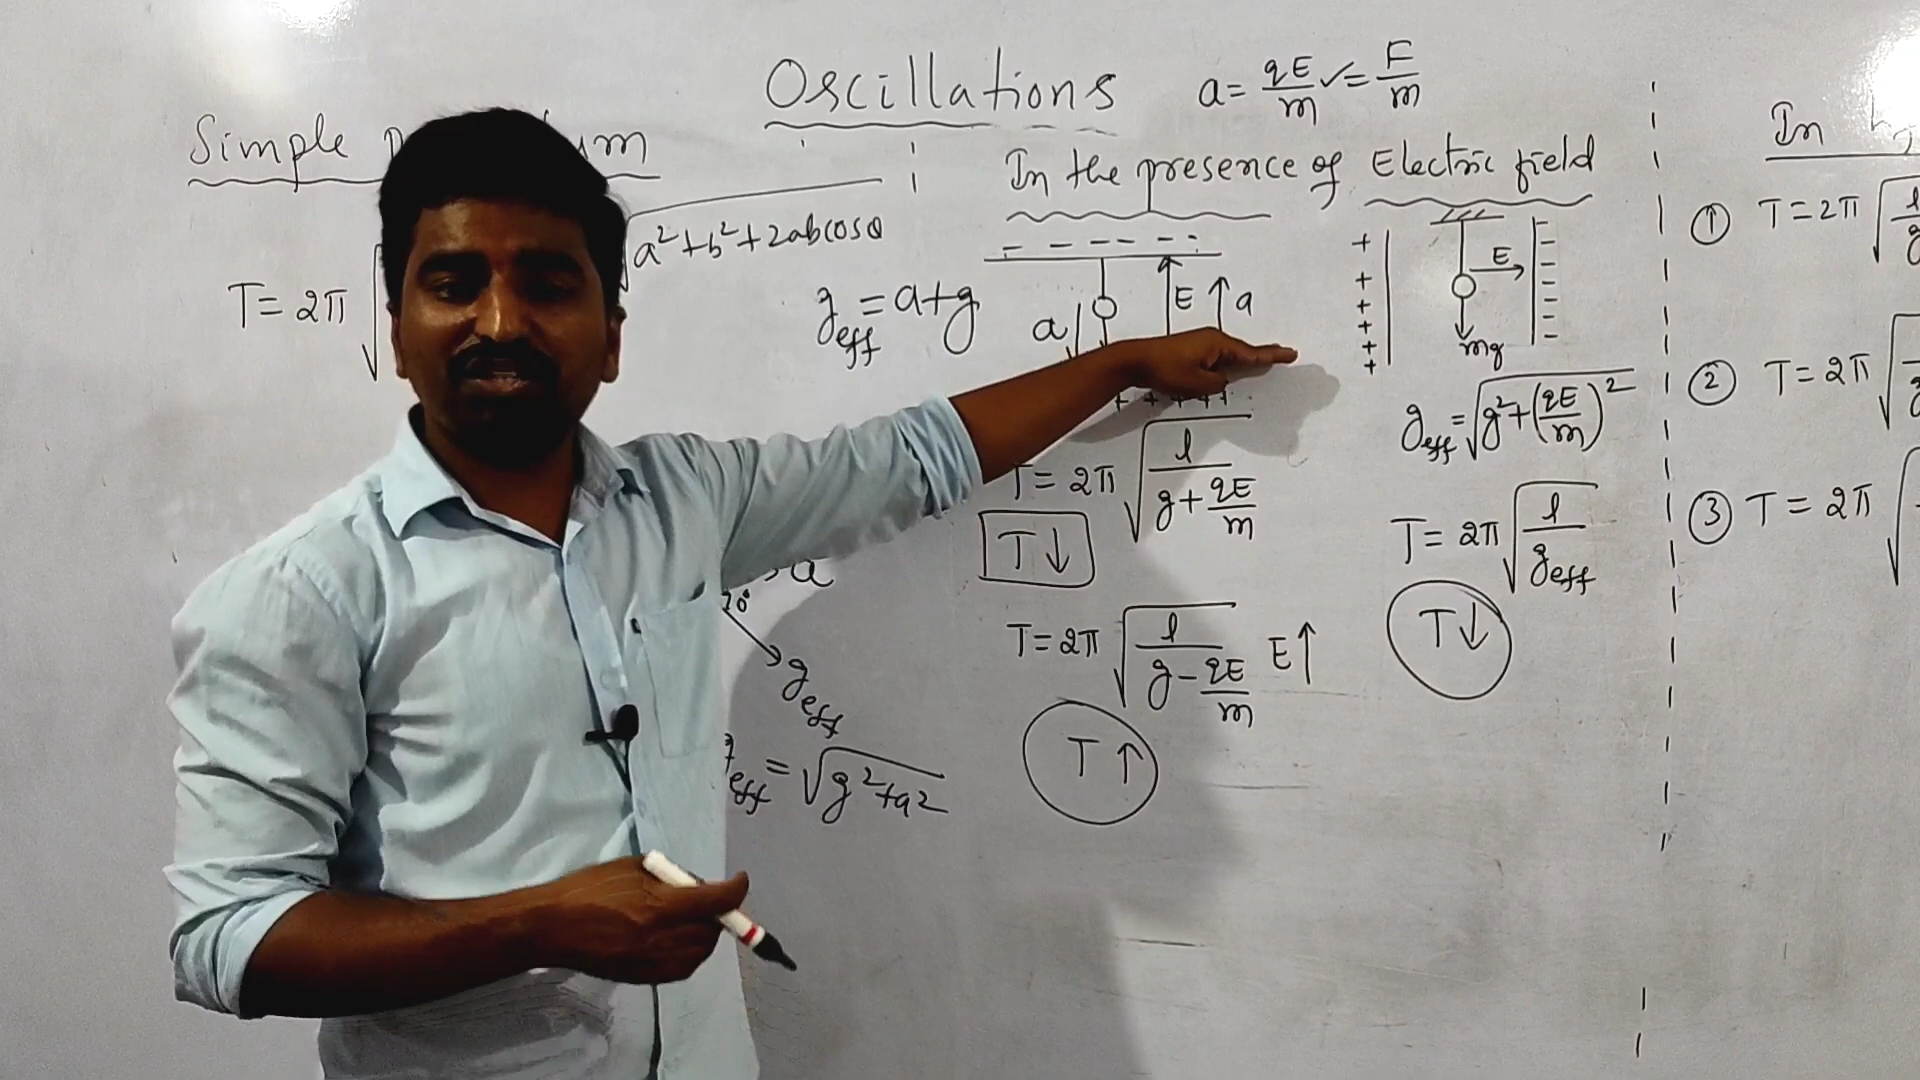 Oscillations
a = qE/m ✓ = F/m
Simple
T = 2π √
√a²+b²+2abcosθ
g_eff = a+g
a
g_eff
= √g²+a²
In the presence of Electric field
- - - - - -
a E ↑ a
+ + + + +
T = 2π √(l/(g + qE/m))
T↓
T = 2π √(l/(g − qE/m)) E↑
T↑
+ + + + + +
E
- - - - - -
mg
g_eff = √(g²+(qE/m)²)
T = 2π √(l/g_eff)
T↓
In
① T = 2π √
② T = 2π √
③ T = 2π √